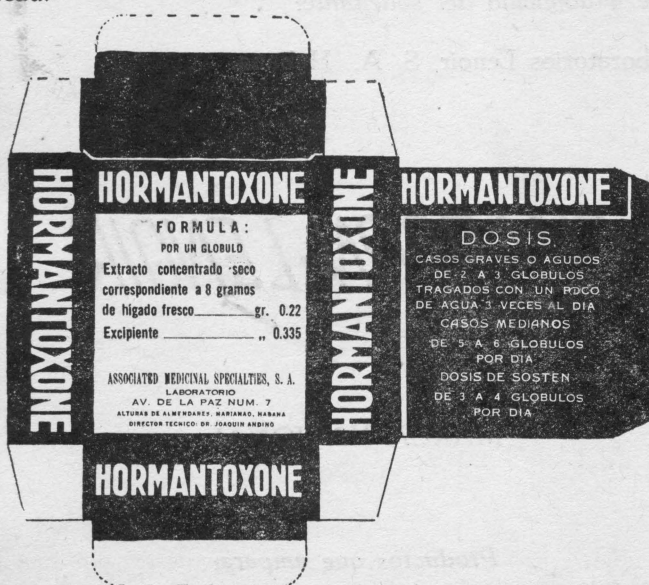 HORMANTOXONE
HORMANTOXONE
FORMULA:
POR UN GLOBULO
Extracto concentrado seco
correspondiente a 8 gramos
de higado fresco________ gr. 0.22
Excipiente ____________ „ 0.335
ASSOCIATED MEDICINAL SPECIALTIES, S. A.
LABORATORIO
AV. DE LA PAZ NUM. 7
ALTURAS DE ALMENDARES, MARIANAO, HABANA
DIRECTOR TECNICO: DR. JOAQUIN ANDINO
HORMANTOXONE
HORMANTOXONE
HORMANTOXONE
DOSIS
CASOS GRAVES O AGUDOS
DE 2 A 3 GLOBULOS
TRAGADOS CON UN POCO
DE AGUA 3 VECES AL DIA
CASOS MEDIANOS
DE 5 A 6 GLOBULOS
POR DIA
DOSIS DE SOSTEN
DE 3 A 4 GLOBULOS
POR DIA